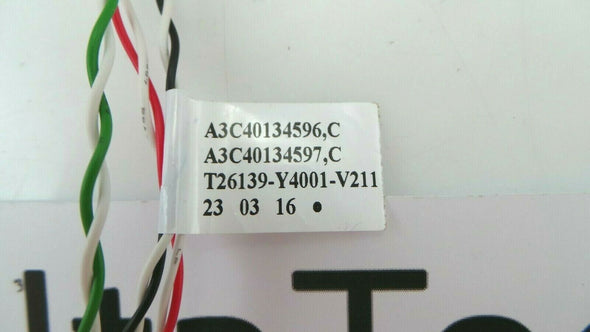 A3C40134596,C
A3C40134597,C
T26139-Y4001-V211
23 03 16 •